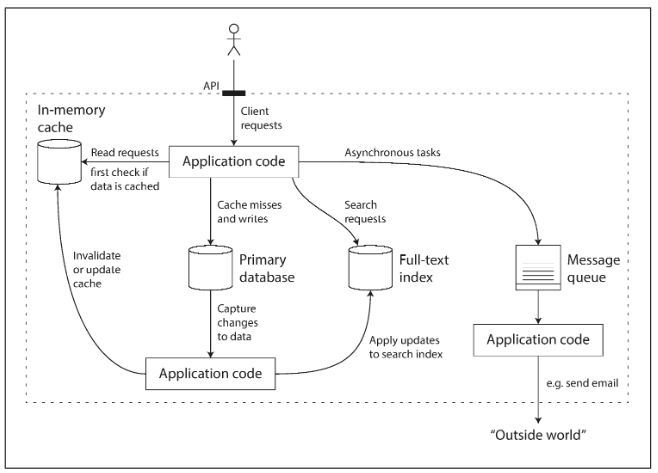 API
In-memory
cache
Client
requests
Read requests
first check if
data is cached
Application code
Asynchronous tasks
Cache misses
and writes
Search
requests
Invalidate
or update
cache
Primary
database
Full-text
index
Message
queue
Capture
changes
to data
Apply updates
to search index
Application code
Application code
e.g. send email
“Outside world”